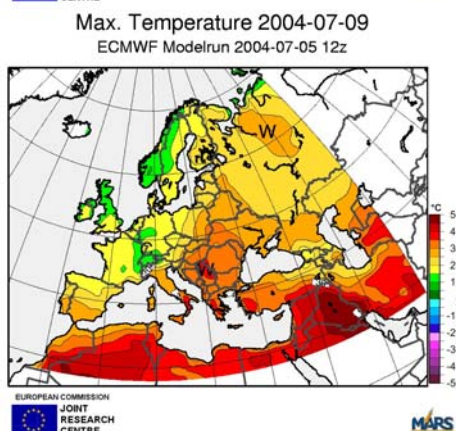 Max. Temperature 2004-07-09
ECMWF Modelrun 2004-07-05 12z
W
W
°C
5
4
3
2
1
-1
-2
-3
-4
-5
EUROPEAN COMMISSION
JOINT
RESEARCH
CENTRE
MARS